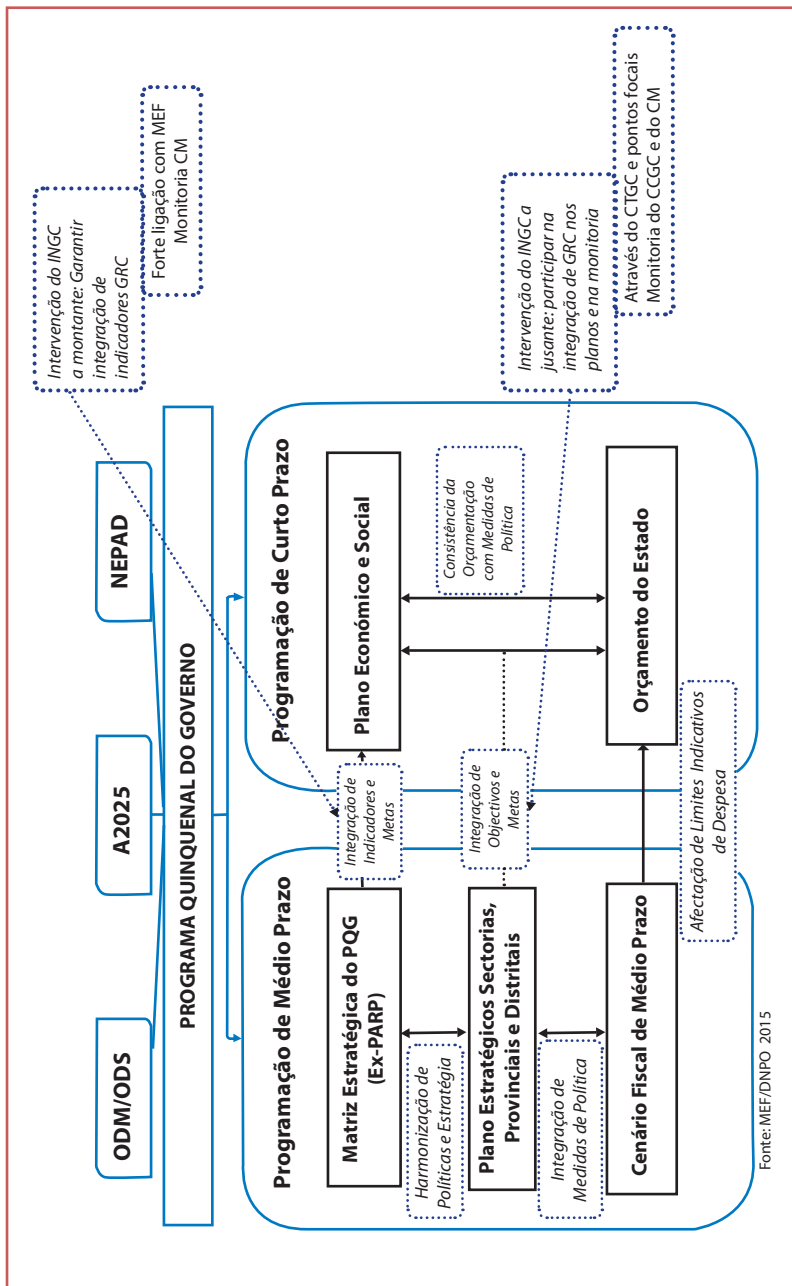 ODM/ODS
A2025
NEPAD
PROGRAMA QUINQUENAL DO GOVERNO
Intervenção do INGC
a montante: Garantir
integração de
indicadores GRC
Forte ligação com MEF
Monitoria CM
Programação de Médio Prazo
Matriz Estratégica do PQG
(Ex-PARP)
Harmonização de
Políticas e Estratégia
Plano Estratégicos Sectorias,
Provinciais e Distritais
Integração de
Medidas de Política
Cenário Fiscal de Médio Prazo
Integração de
Indicadores e
Metas
Integração de
Objectivos e
Metas
Afectação de Limites Indicativos
de Despesa
Programação de Curto Prazo
Plano Económico e Social
Consistência da
Orçamentação
com Medidas de
Política
Orçamento do Estado
Intervenção do INGC a
jusante: participar na
integração de GRC nos
planos e na monitoria
Através do CTGC e pontos focais
Monitoria do CCGC e do CM
Fonte: MEF/DNPO 2015